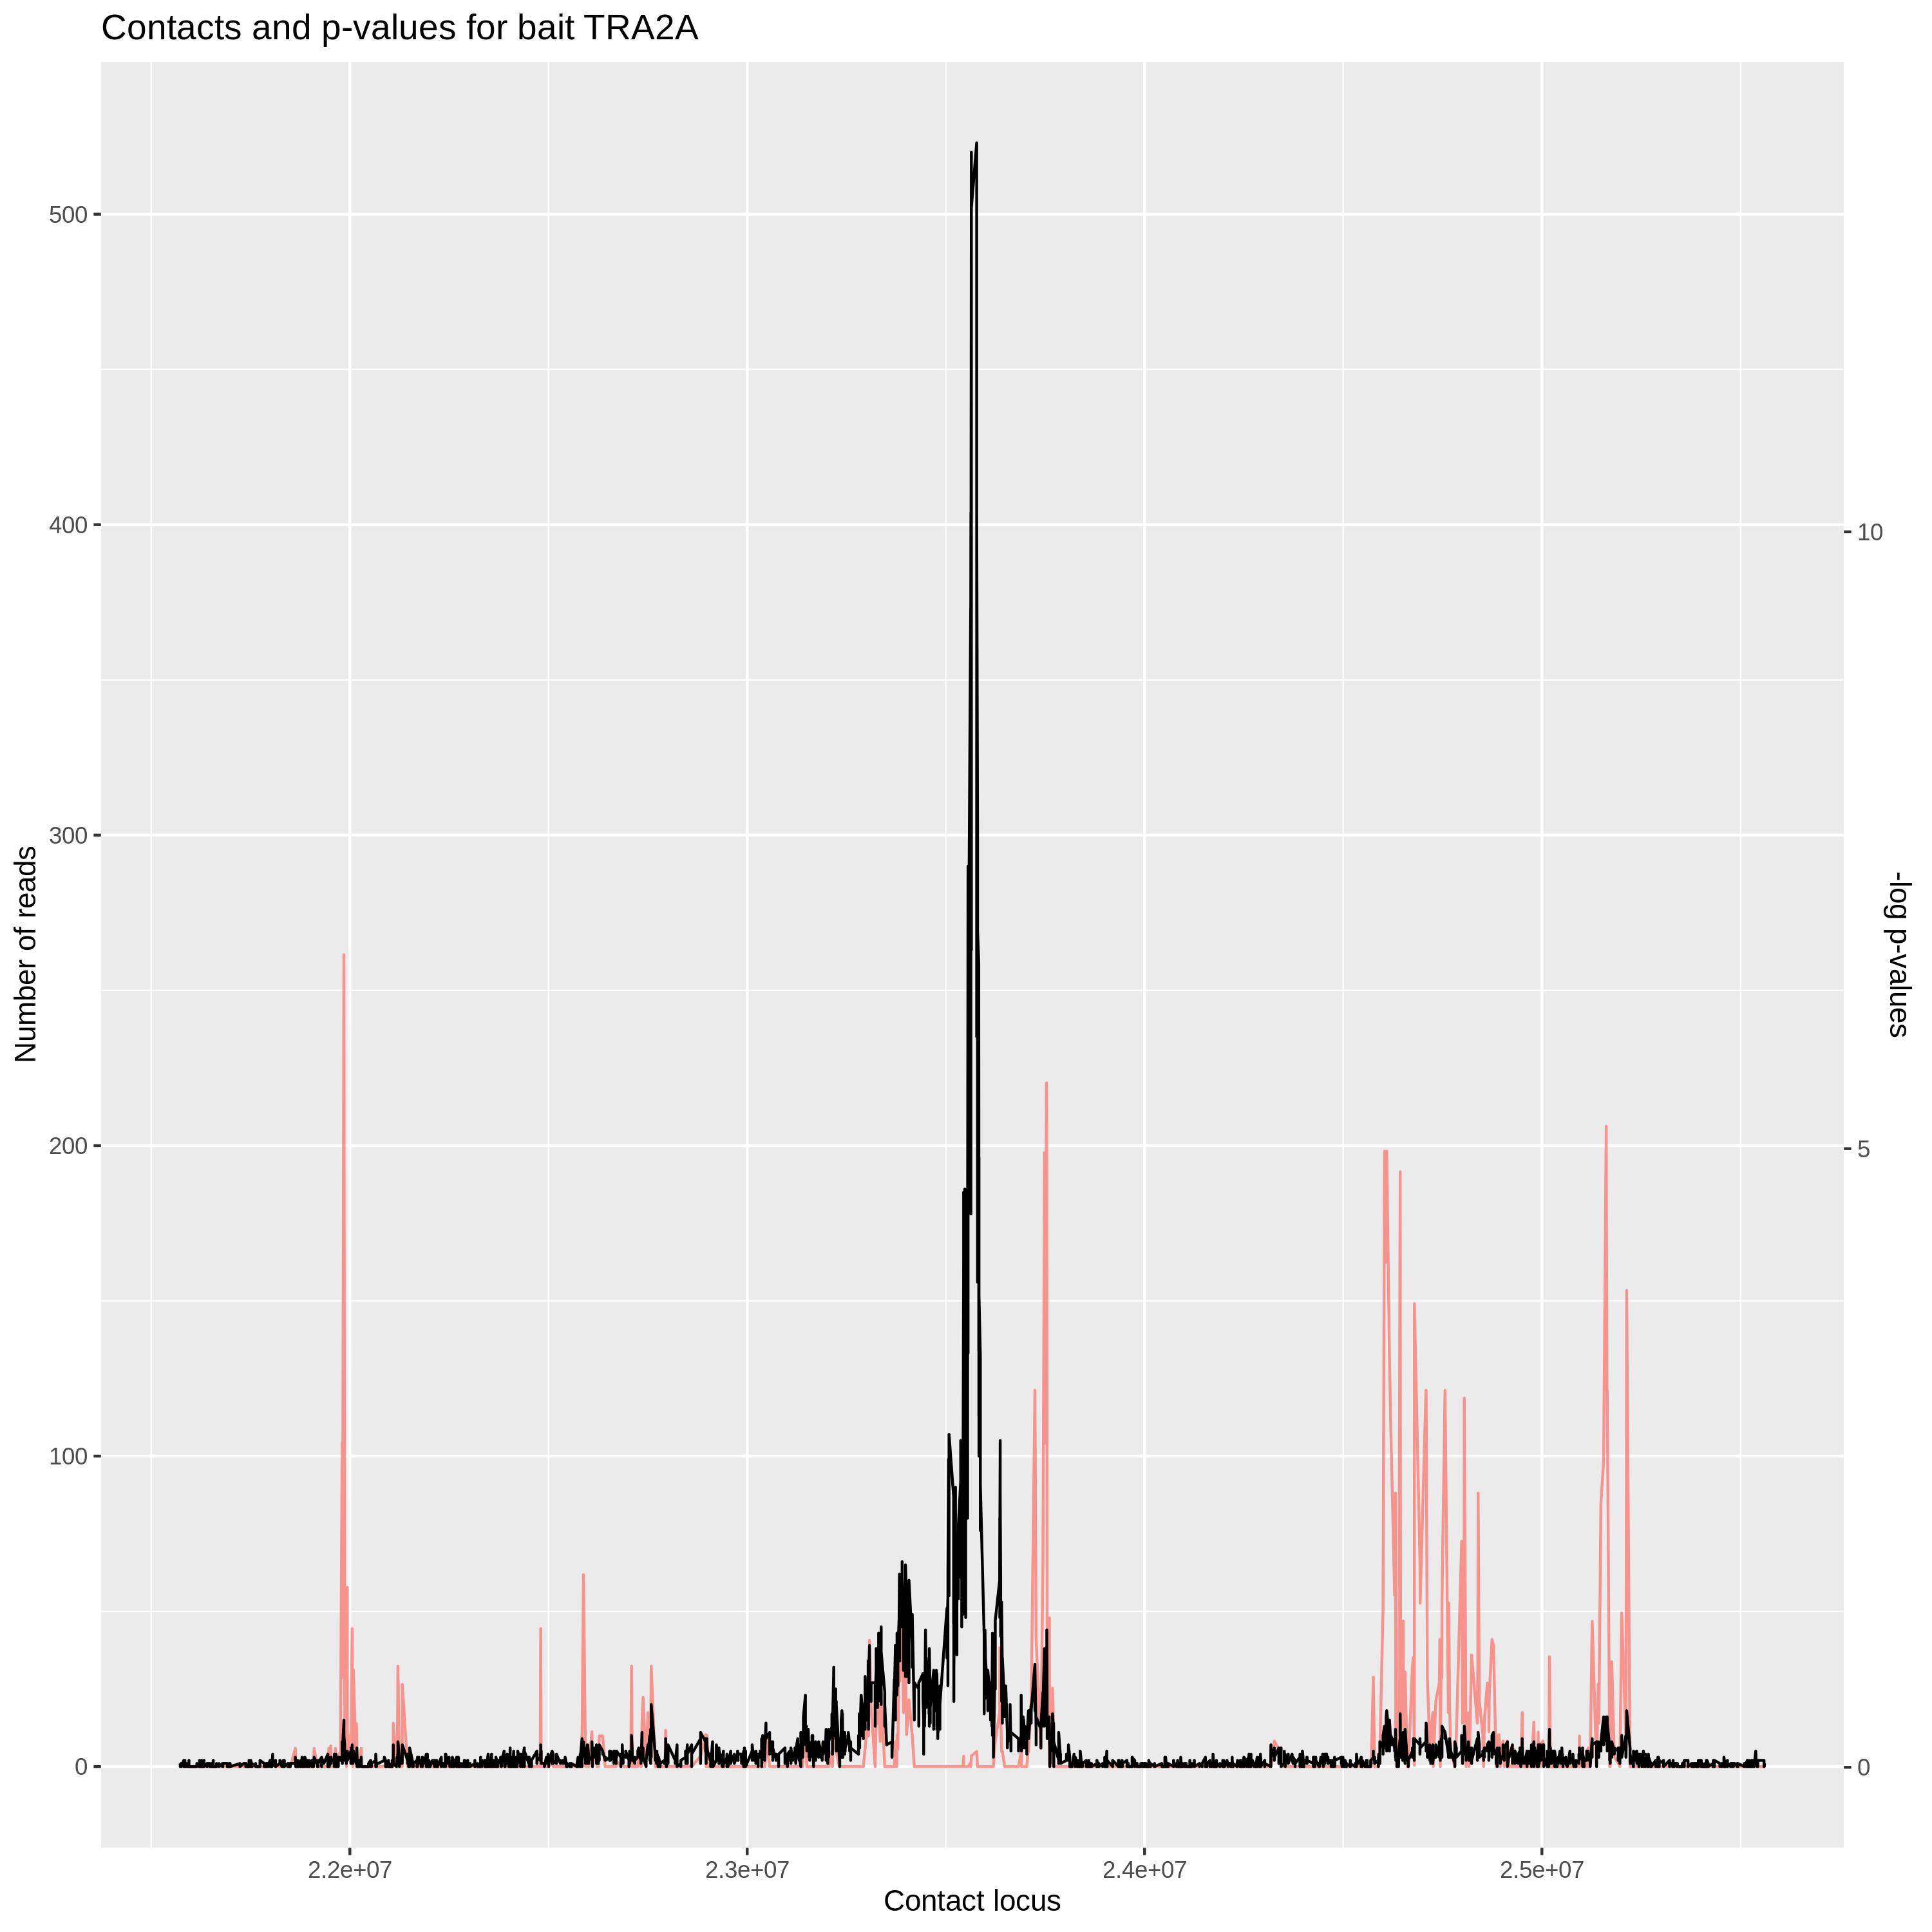 Contacts and p-values for bait TRA2A
Number of reads
500
400
300
200
100
0
10
5
0
-log p-values
2.2e+07
2.3e+07
2.4e+07
2.5e+07
Contact locus